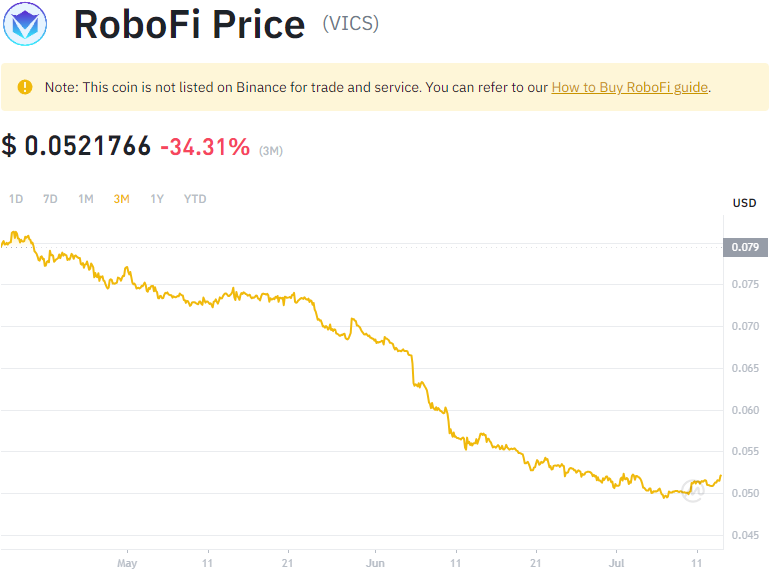 RoboFi Price (VICS)
Note: This coin is not listed on Binance for trade and service. You can refer to our How to Buy RoboFi guide.
$ 0.0521766 -34.31% (3M)
1D 7D 1M 3M 1Y YTD
USD
0.079
0.075
0.070
0.065
0.060
0.055
0.050
0.045
May 11 21 Jun 11 21 Jul 11